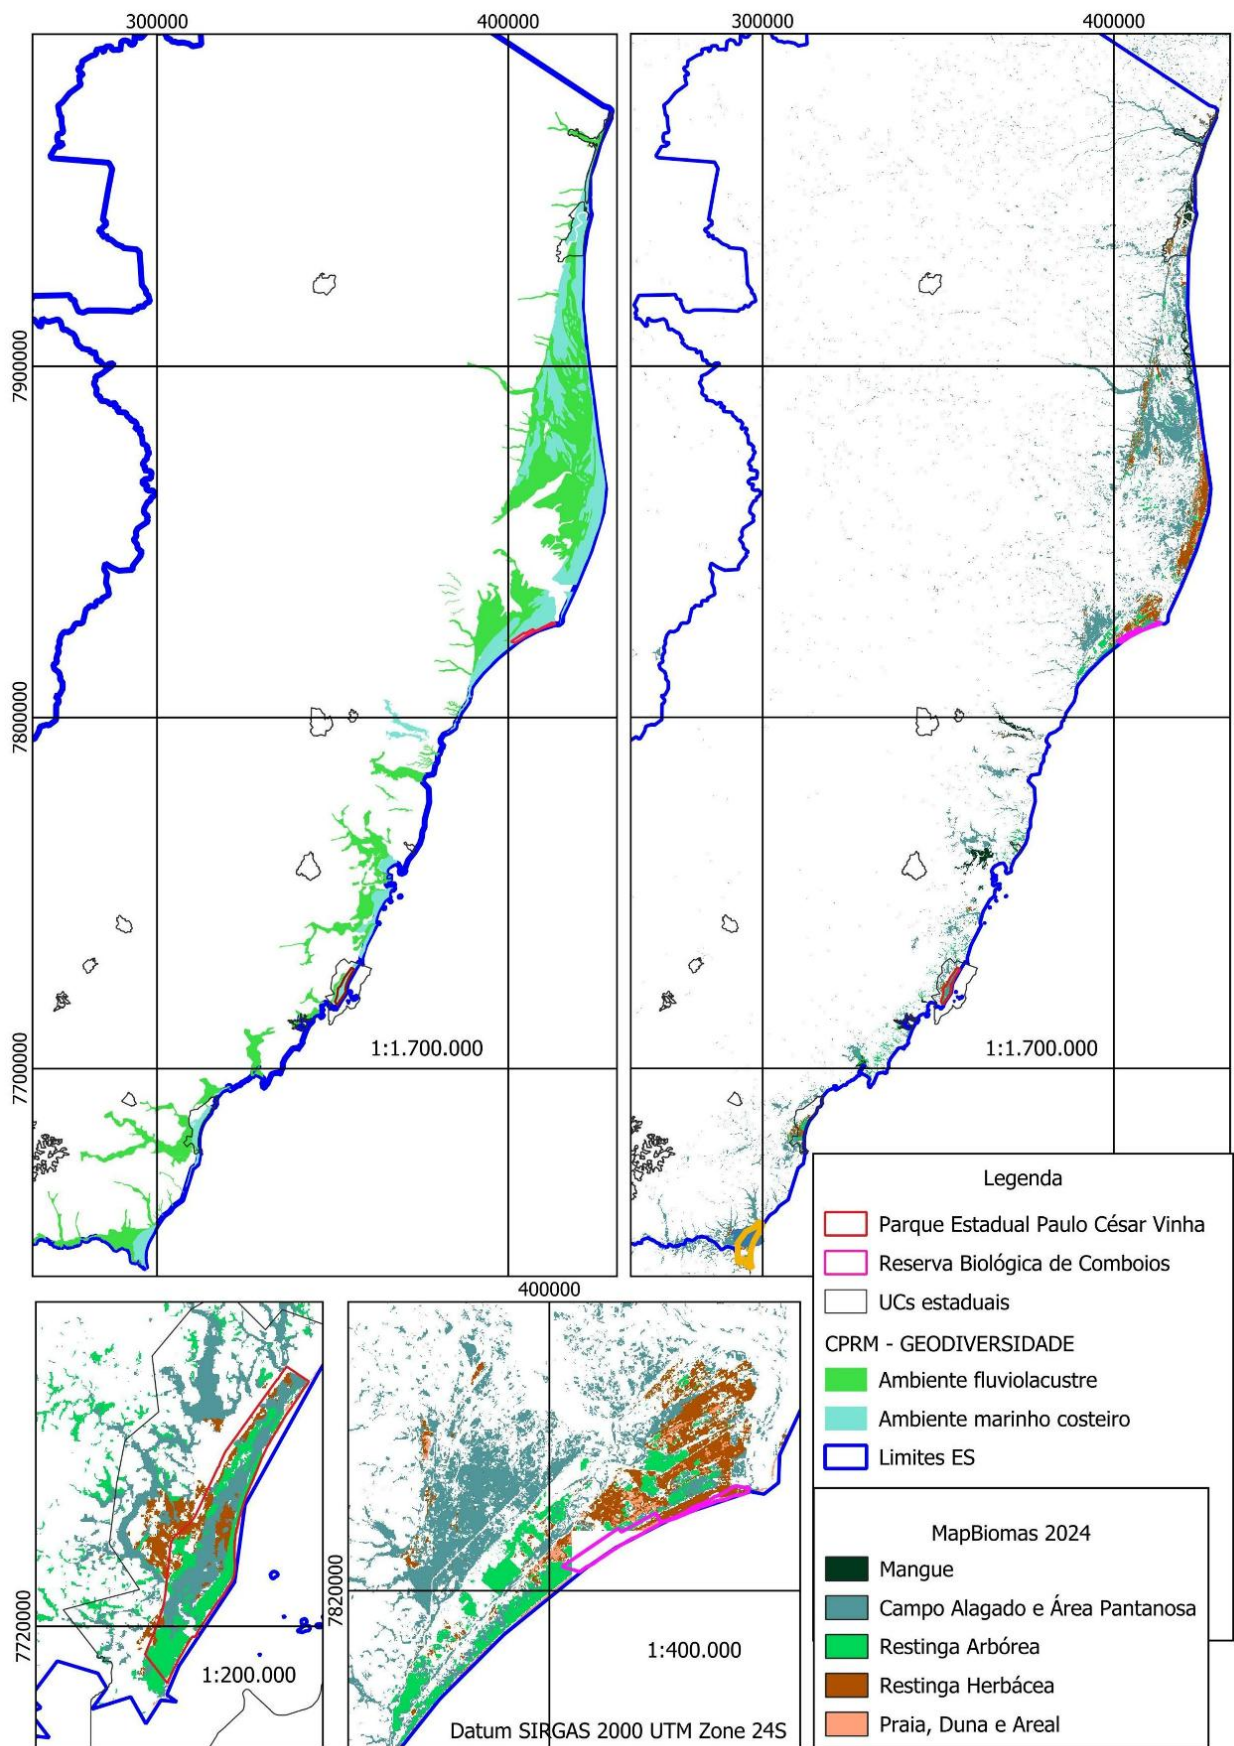 300000
400000
300000
400000
7900000
7800000
7700000
1:1.700.000
1:1.700.000
Legenda
Parque Estadual Paulo César Vinha
Reserva Biológica de Comboios
UCs estaduais
CPRM - GEODIVERSIDADE
Ambiente fluviolacustre
Ambiente marinho costeiro
Limites ES
MapBiomas 2024
Mangue
Campo Alagado e Área Pantanosa
Restinga Arbórea
Restinga Herbácea
Praia, Duna e Areal
400000
7720000
7820000
1:200.000
1:400.000
Datum SIRGAS 2000 UTM Zone 24S